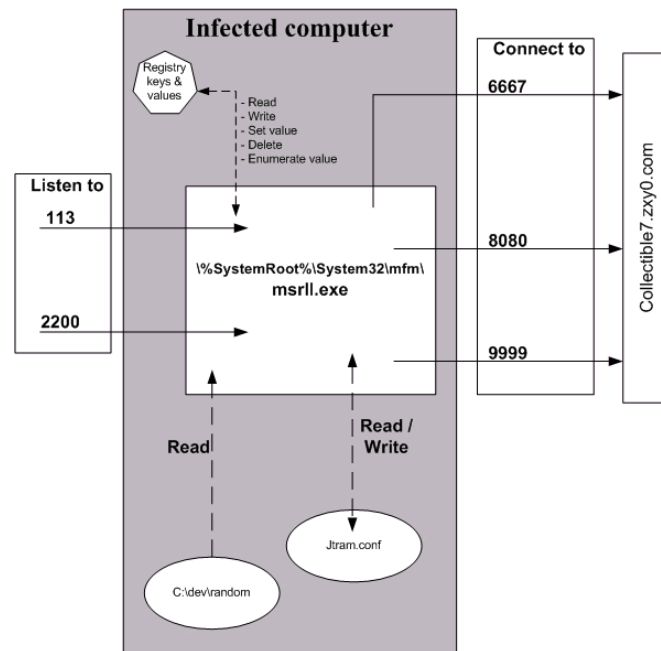 Infected computer
Registry
keys &
values
- Read
- Write
- Set value
- Delete
- Enumerate value
Listen to
113
2200
\%SystemRoot%\System32\mfm\
msrll.exe
Connect to
6667
8080
9999
Collectible7.zxy0.com
Read
Read /
Write
Jtram.conf
C:\dev\random